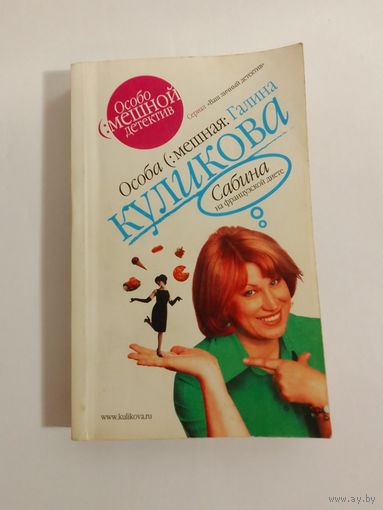 Особо
(:мешной
детектив
Сериал «Ваш личный детектив»
Особа (:мешная: Галина
КУЛИКОВА
Сабина
на французской диете
www.kulikova.ru
www.ay.by